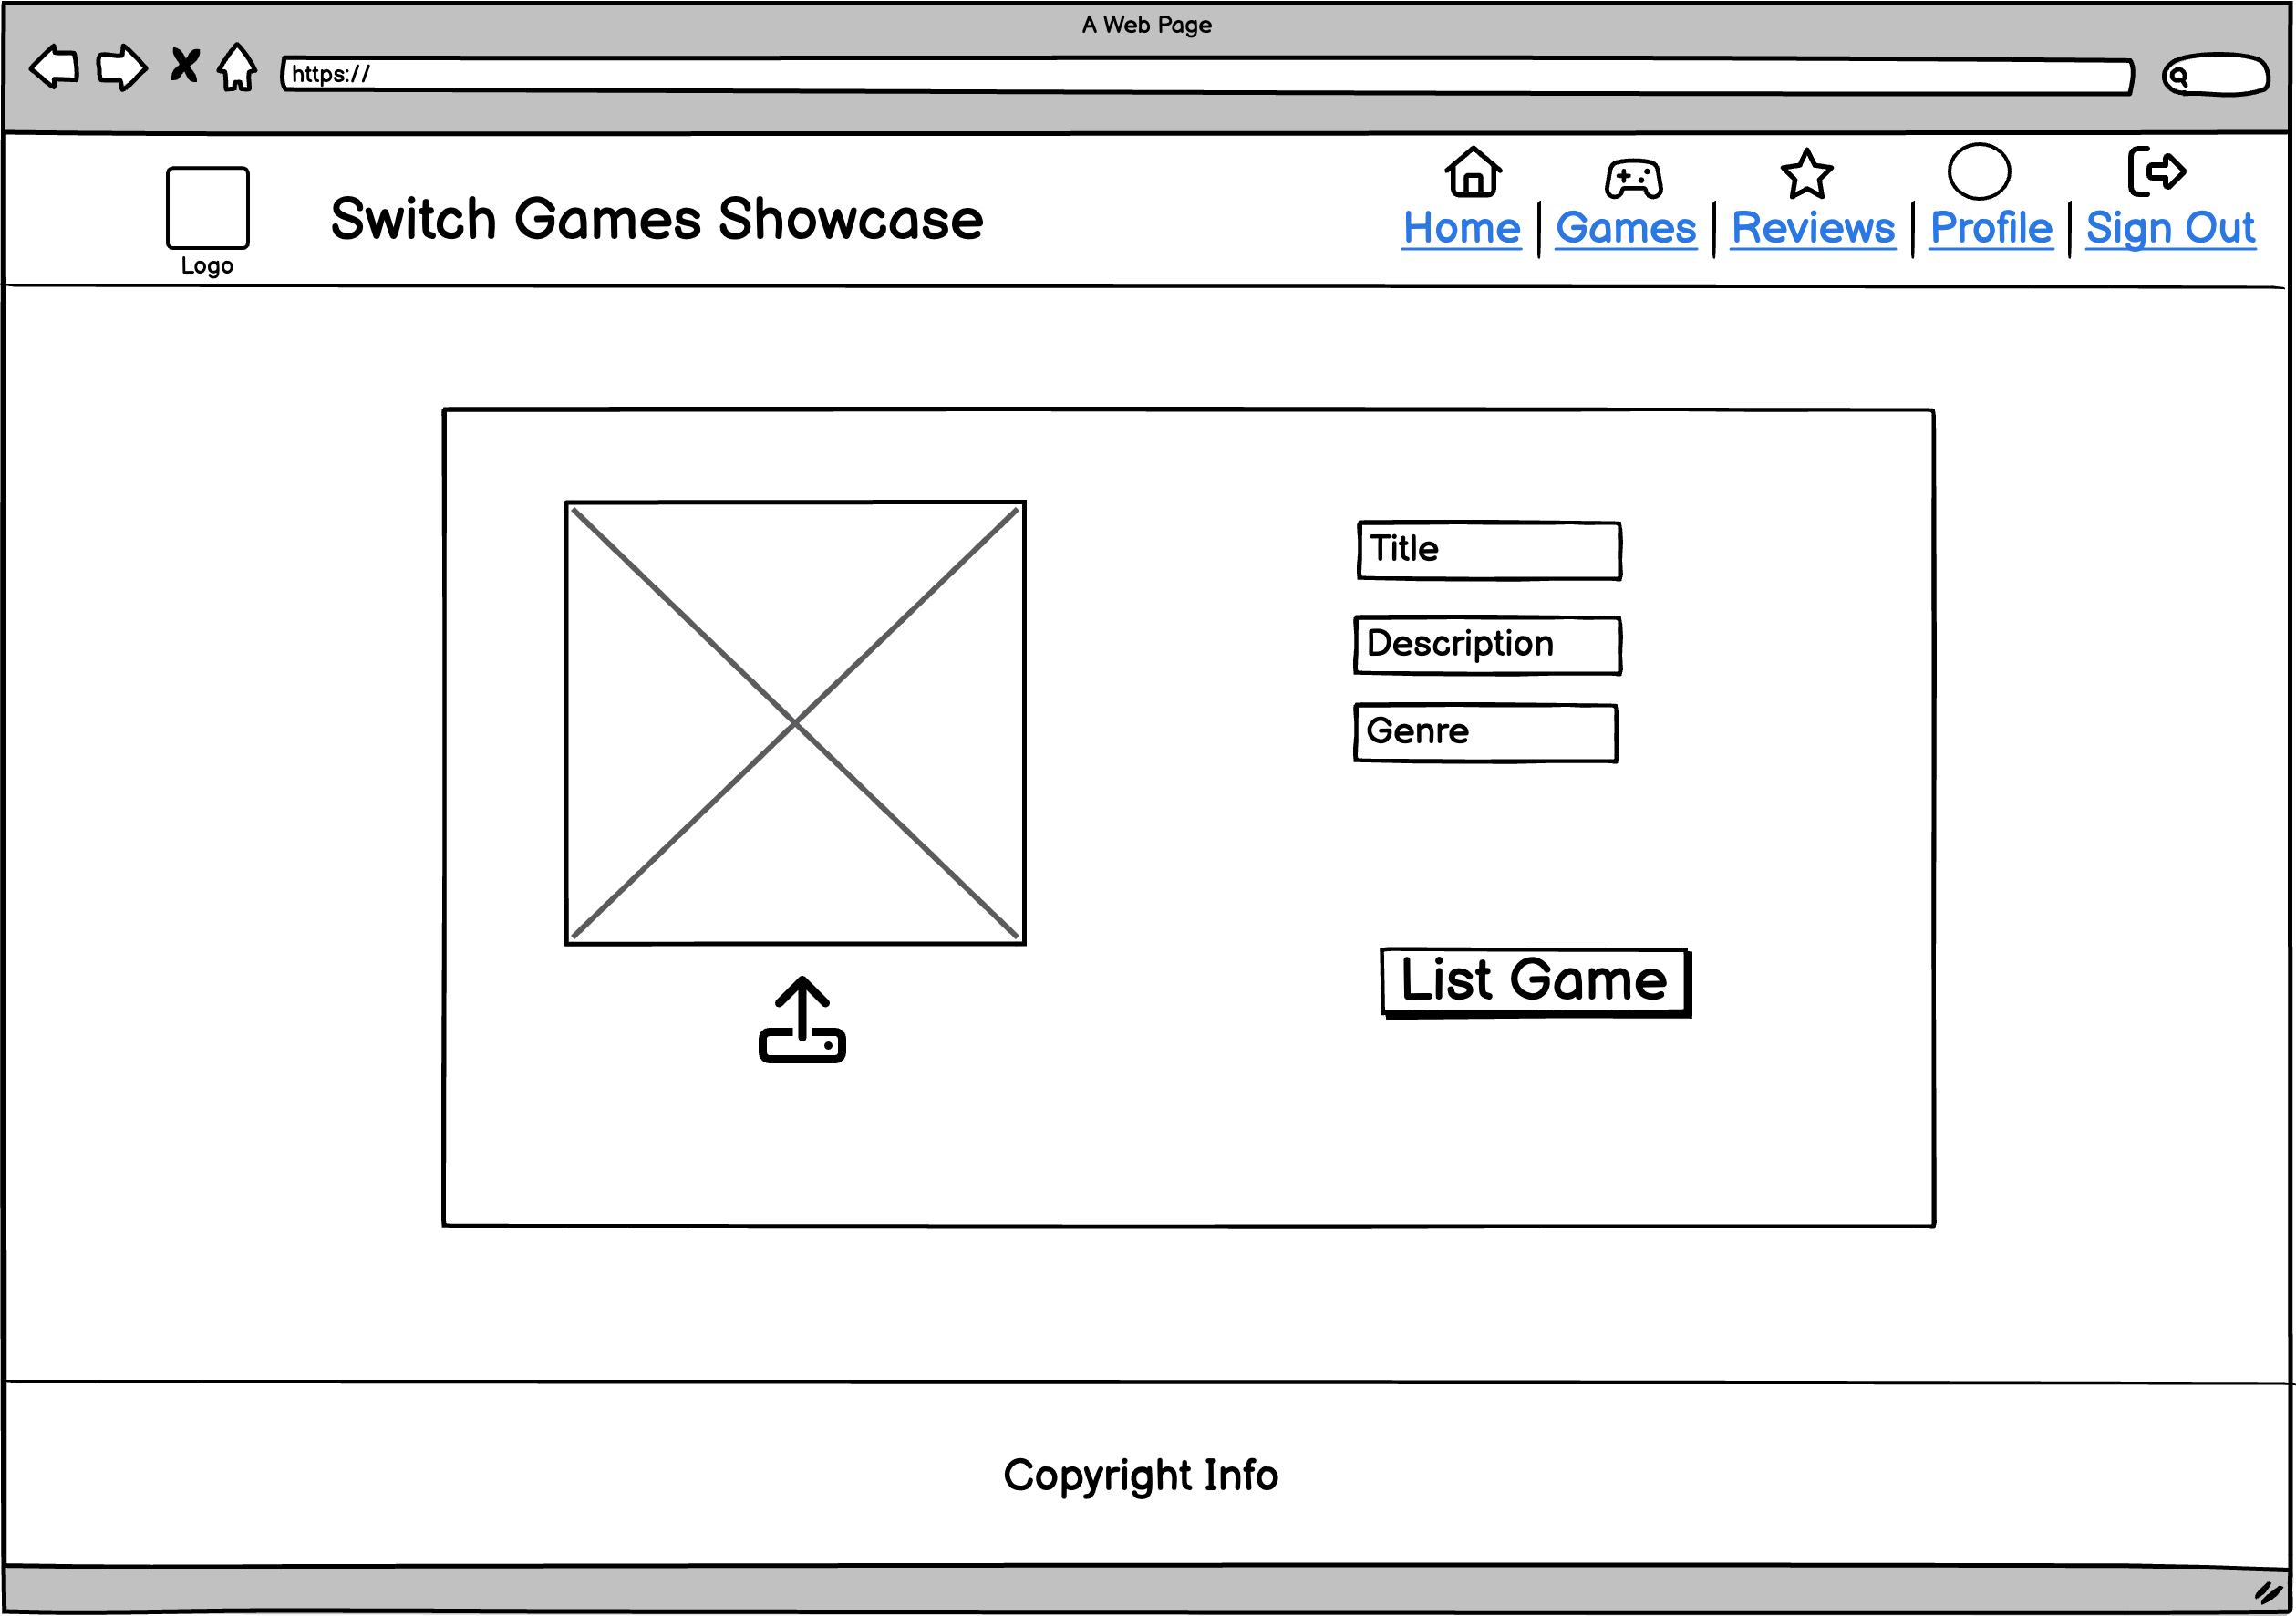 A Web Page
https://
Logo
Switch Games Showcase
Home | Games | Reviews | Profile | Sign Out
Title
Description
Genre
List Game
Copyright Info